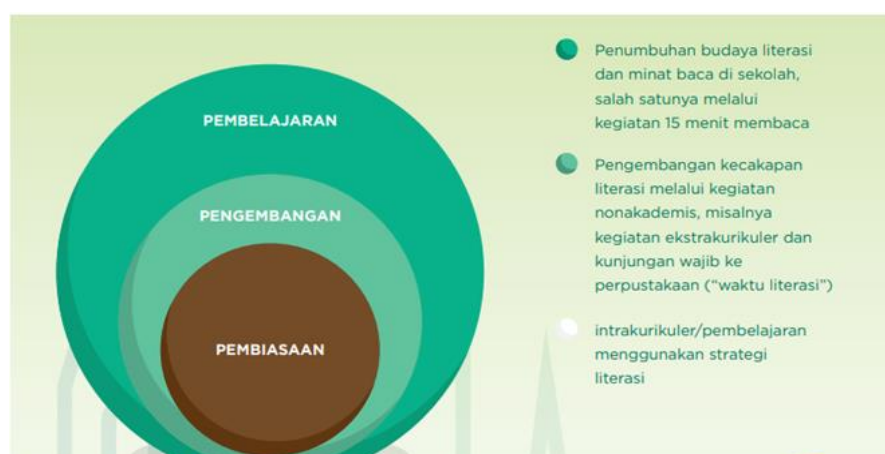 PEMBELAJARAN
PENGEMBANGAN
PEMBIASAAN
Penumbuhan budaya literasi
dan minat baca di sekolah,
salah satunya melalui
kegiatan 15 menit membaca
Pengembangan kecakapan
literasi melalui kegiatan
nonakademis, misalnya
kegiatan ekstrakurikuler dan
kunjungan wajib ke
perpustakaan (“waktu literasi”)
intrakurikuler/pembelajaran
menggunakan strategi
literasi